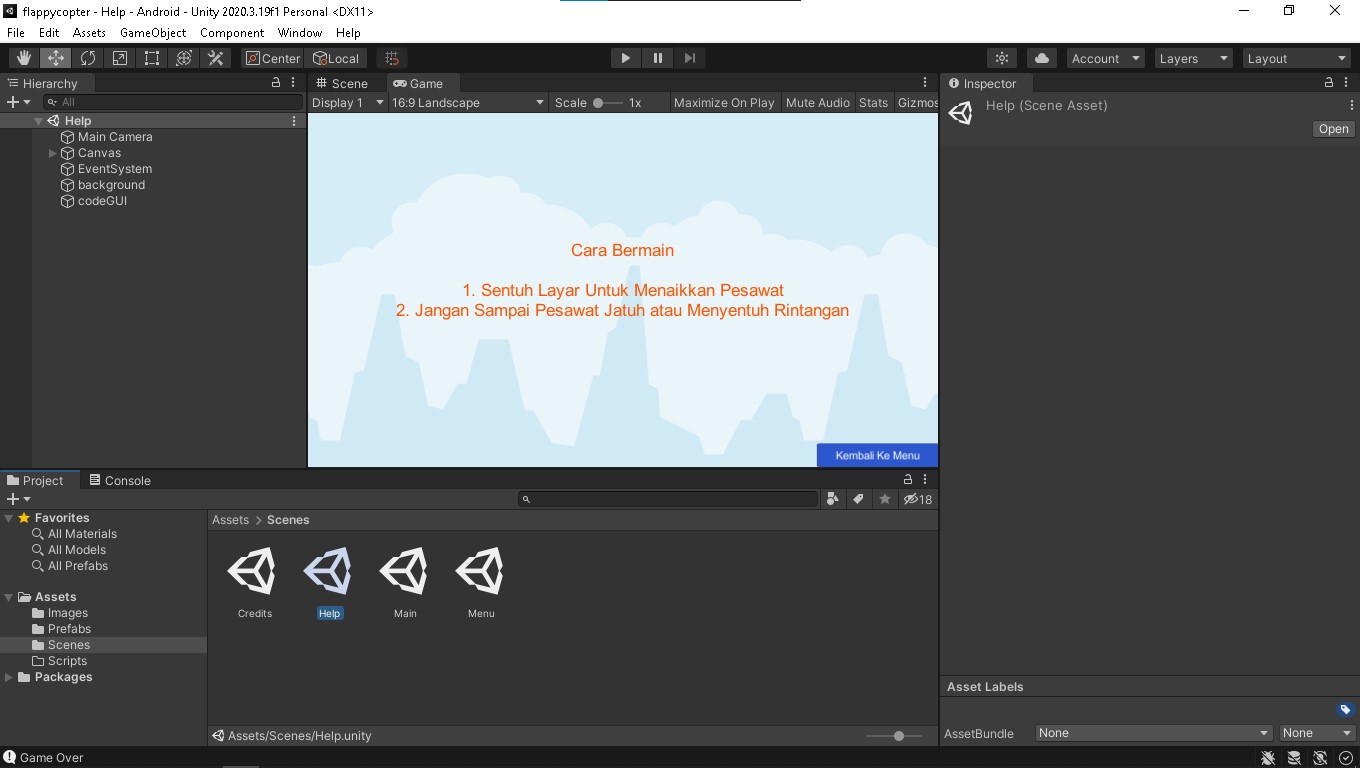 flappycopter - Help - Android - Unity 2020.3.19f1 Personal <DX11>
File Edit Assets GameObject Component Window Help
Center Local Account Layers Layout
Hierarchy
All
Help
Main Camera
Canvas
EventSystem
background
codeGUI
Scene Game
Display 1 16:9 Landscape Scale 1x Maximize On Play Mute Audio Stats Gizmos
Cara Bermain
1. Sentuh Layar Untuk Menaikkan Pesawat
2. Jangan Sampai Pesawat Jatuh atau Menyentuh Rintangan
Kembali Ke Menu
Inspector
Help (Scene Asset)
Open
Project Console
18
Favorites
All Materials
All Models
All Prefabs
Assets
Images
Prefabs
Scenes
Scripts
Packages
Assets > Scenes
Credits Help Main Menu
Assets/Scenes/Help.unity
Asset Labels
AssetBundle None None
Game Over